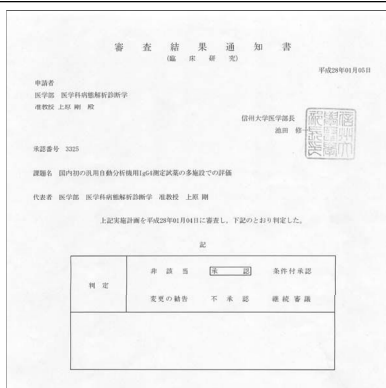 審査結果通知書
(臨床研究)
平成28年01月05日
申請者
医学部 医学科病態解析診断学
准教授 上原 剛 殿
信州大学医学部長
池田 修一
承認番号 3325
課題名 国内初の汎用自動分析機用IgG4測定試薬の多施設での評価
代表者 医学部 医学科病態解析診断学 准教授 上原 剛
上記実施計画を平成28年01月04日に審査し、下記のとおり判定した。
記
判定
非該当 承認 条件付承認
変更の勧告 不承認 継続審議